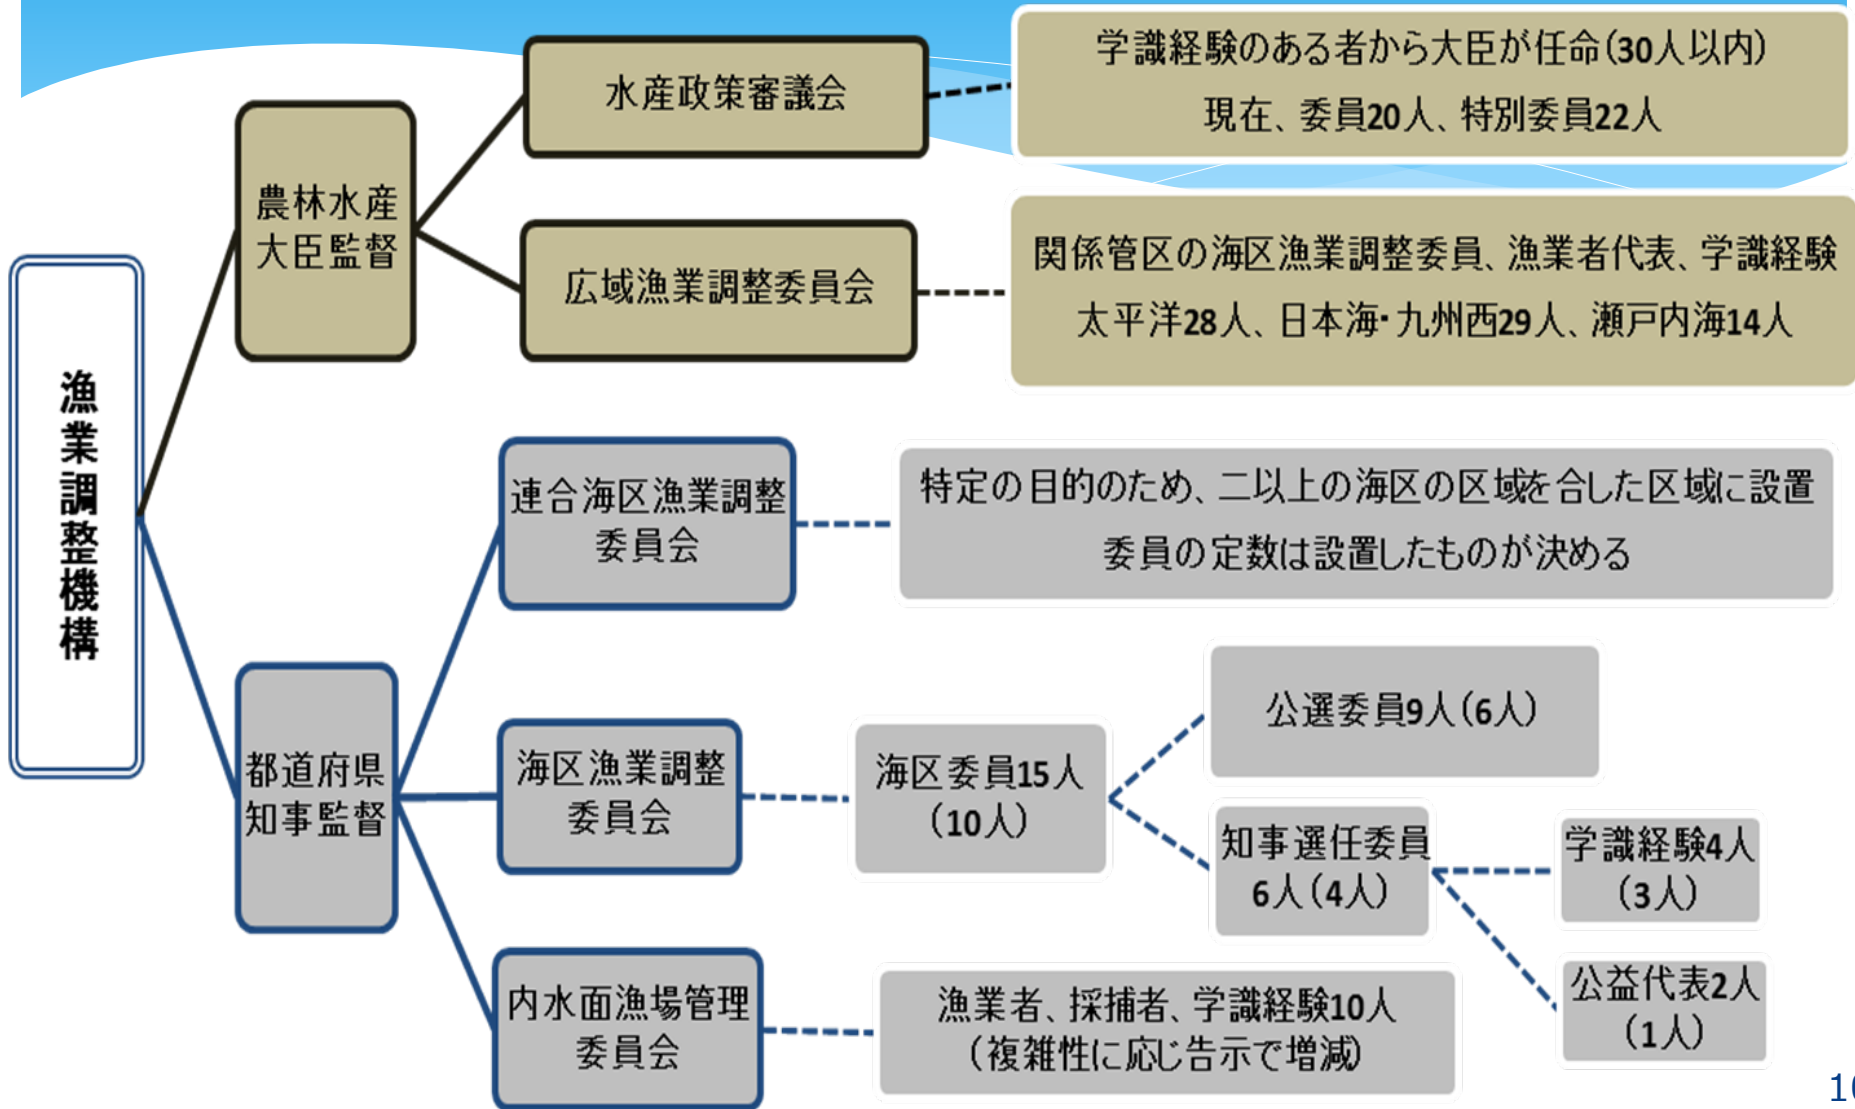 漁業調整機構
農林水産
大臣監督
水産政策審議会
学識経験のある者から大臣が任命(30人以内)
現在、委員20人、特別委員22人
広域漁業調整委員会
関係管区の海区漁業調整委員、漁業者代表、学識経験
太平洋28人、日本海・九州西29人、瀬戸内海14人
都道府県
知事監督
連合海区漁業調整
委員会
特定の目的のため、二以上の海区の区域を合した区域に設置
委員の定数は設置したものが決める
海区漁業調整
委員会
海区委員15人
(10人)
公選委員9人(6人)
知事選任委員
6人(4人)
学識経験4人
(3人)
公益代表2人
(1人)
内水面漁場管理
委員会
漁業者、採捕者、学識経験10人
(複雑性に応じ告示で増減)